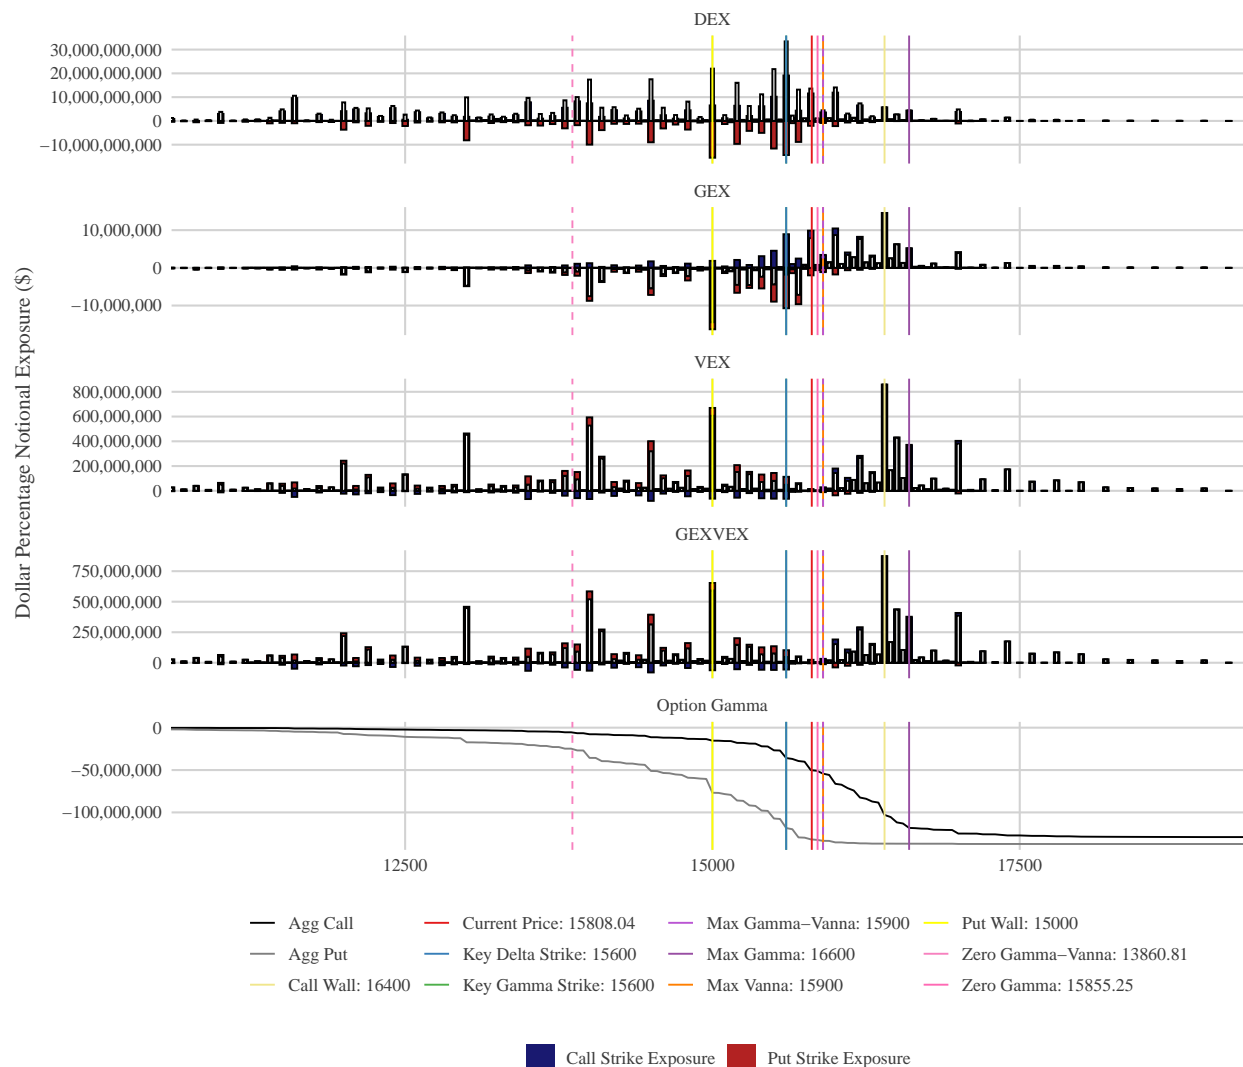 DEX
30,000,000,000
20,000,000,000
10,000,000,000
0
−10,000,000,000
GEX
10,000,000
0
−10,000,000
VEX
800,000,000
600,000,000
400,000,000
200,000,000
0
GEXVEX
750,000,000
500,000,000
250,000,000
0
Option Gamma
0
−50,000,000
−100,000,000
12500 15000 17500
Dollar Percentage Notional Exposure ($)
Agg Call Current Price: 15808.04 Max Gamma−Vanna: 15900 Put Wall: 15000
Agg Put Key Delta Strike: 15600 Max Gamma: 16600 Zero Gamma−Vanna: 13860.81
Call Wall: 16400 Key Gamma Strike: 15600 Max Vanna: 15900 Zero Gamma: 15855.25
Call Strike Exposure Put Strike Exposure